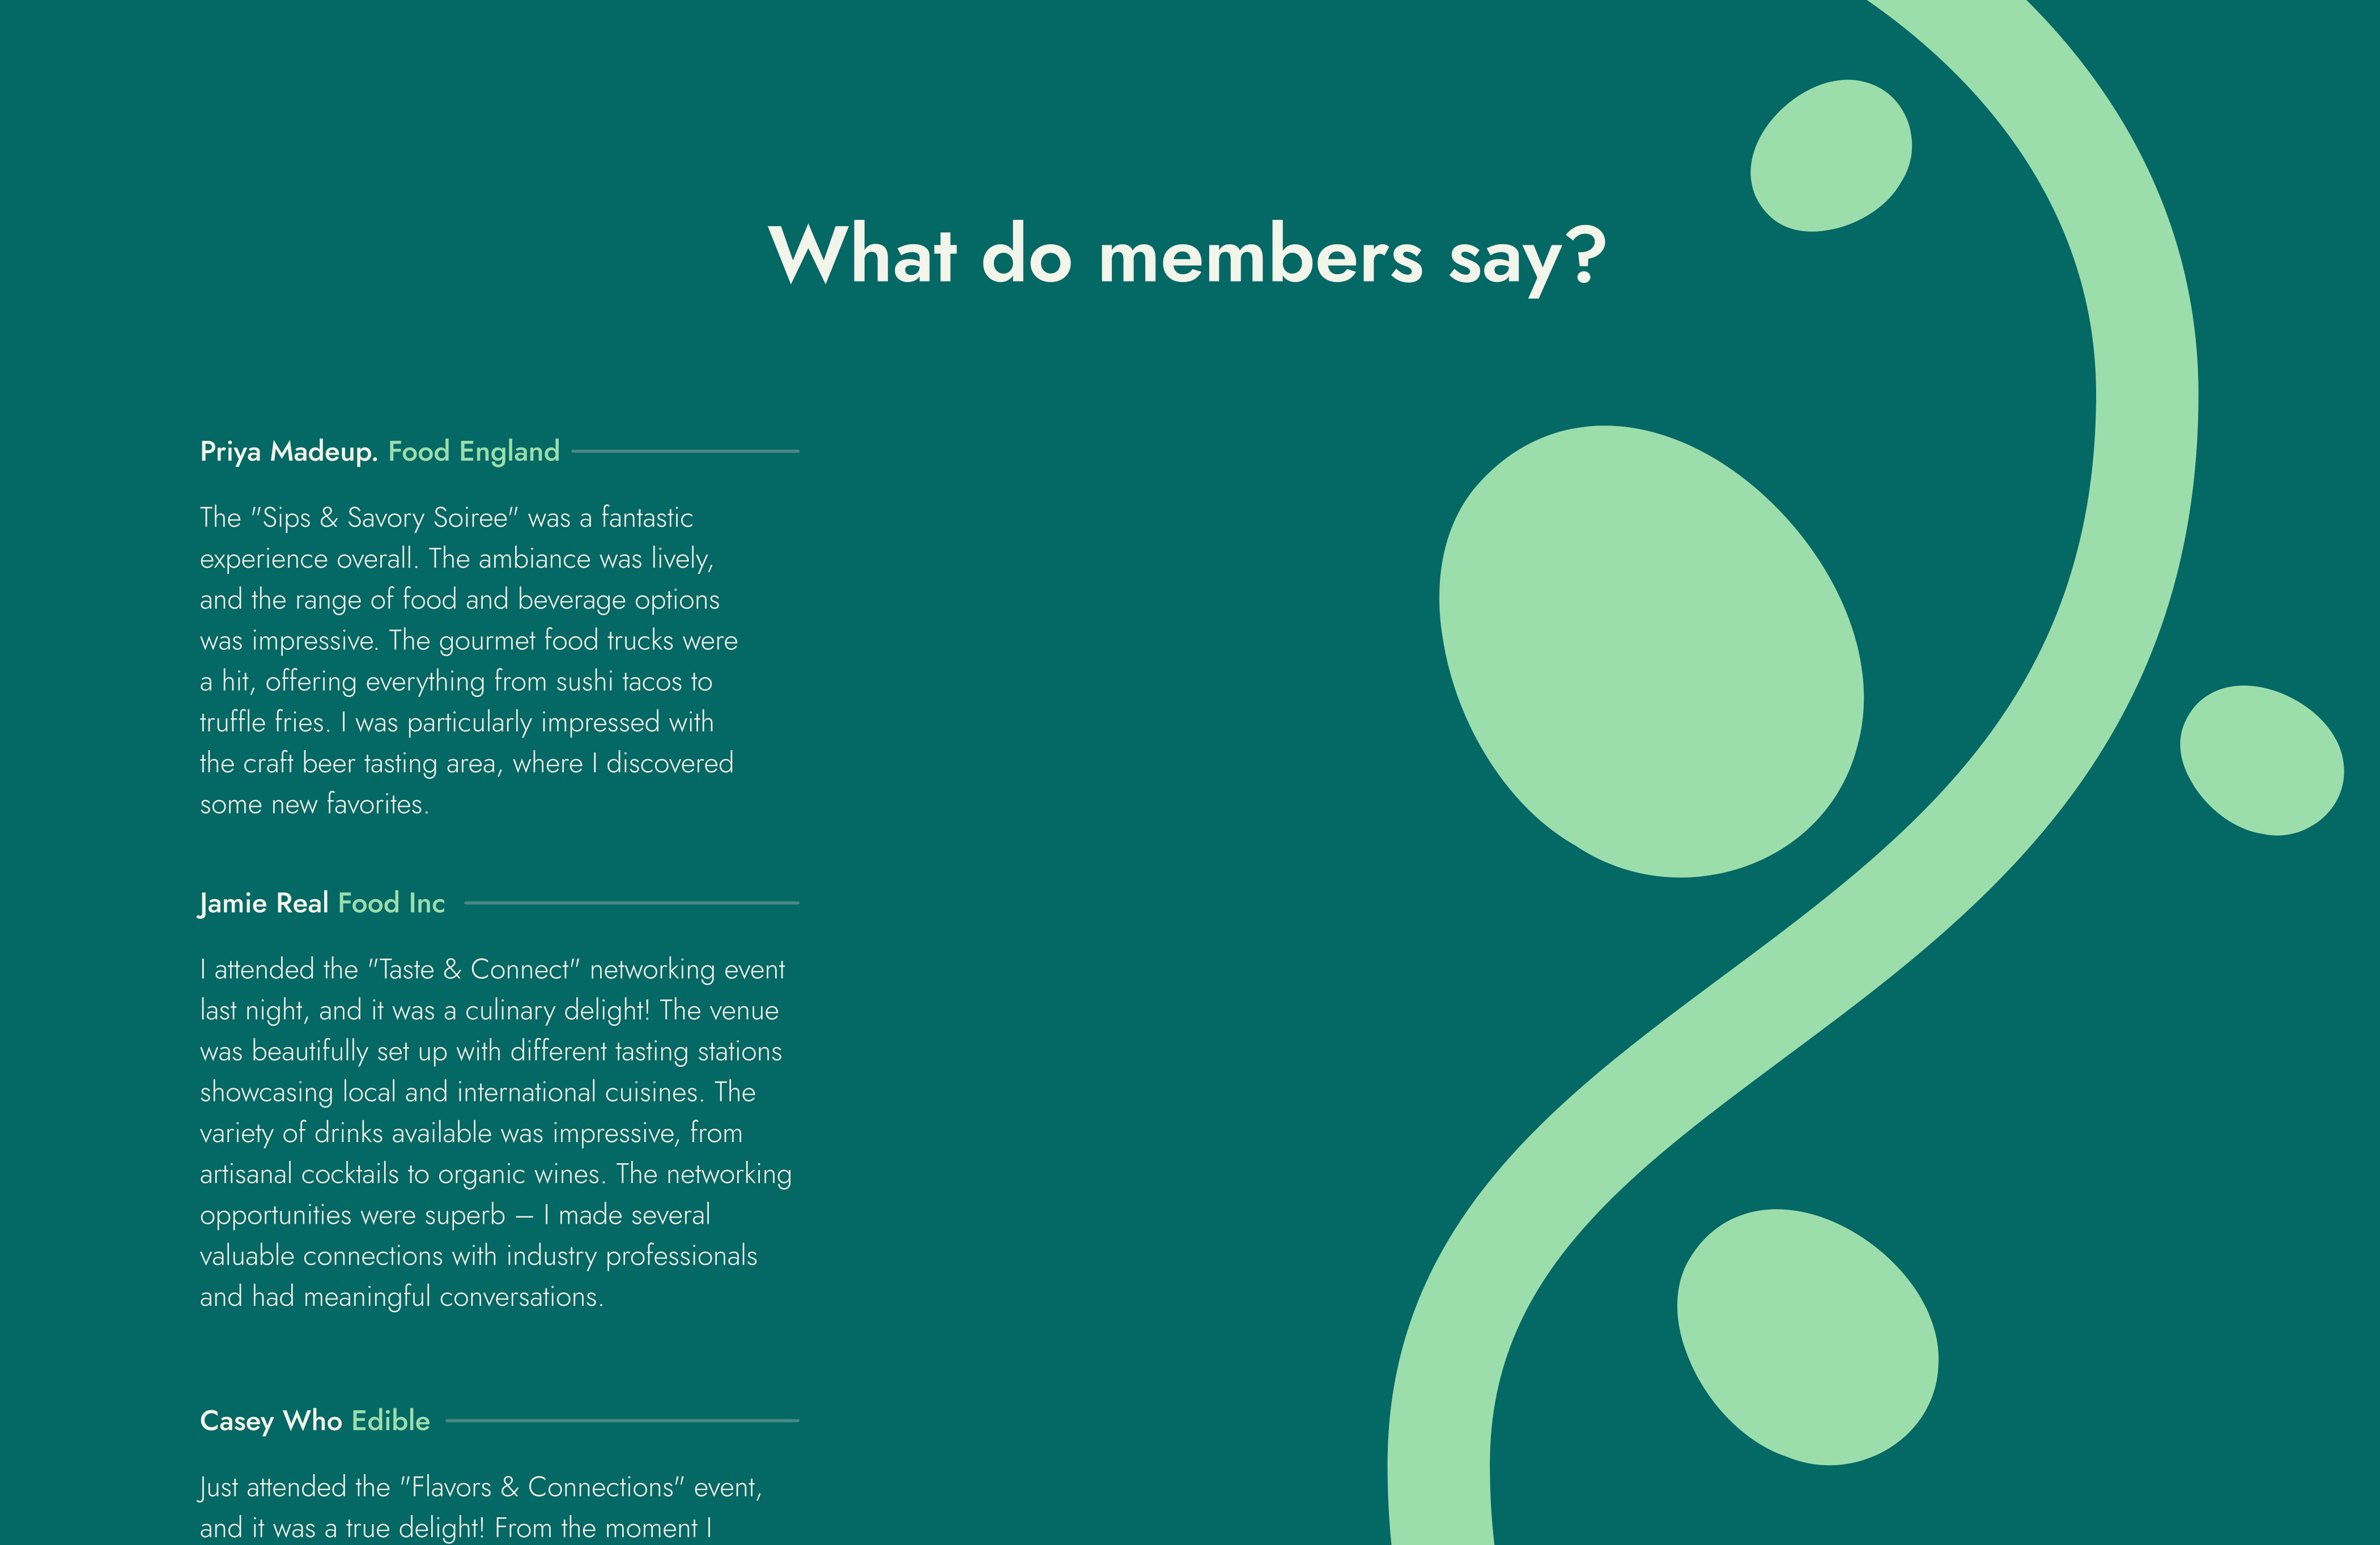 What do members say?
Priya Madeup. Food England
The "Sips & Savory Soiree" was a fantastic
experience overall. The ambiance was lively,
and the range of food and beverage options
was impressive. The gourmet food trucks were
a hit, offering everything from sushi tacos to
truffle fries. I was particularly impressed with
the craft beer tasting area, where I discovered
some new favorites.
Jamie Real Food Inc
I attended the "Taste & Connect" networking event
last night, and it was a culinary delight! The venue
was beautifully set up with different tasting stations
showcasing local and international cuisines. The
variety of drinks available was impressive, from
artisanal cocktails to organic wines. The networking
opportunities were superb – I made several
valuable connections with industry professionals
and had meaningful conversations.
Casey Who Edible
Just attended the "Flavors & Connections" event,
and it was a true delight! From the moment I